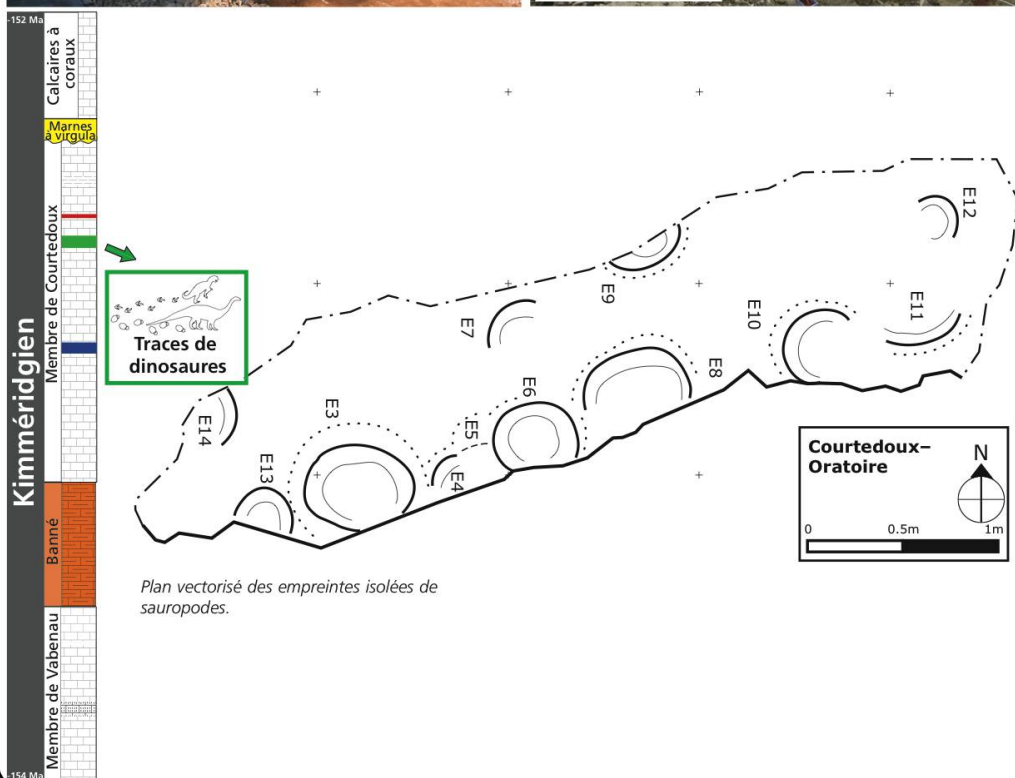 -152 Ma
Calcaires à
coraux
Marnes
à virgula
Membre de Courtedoux
Kimméridgien
Banné
Membre de Vabenau
-154 Ma
Traces de
dinosaures
E12
E9
E7
E10
E11
E8
E6
E3
E5
E14
E4
E13
Courtedoux–
Oratoire
N
0 0.5m 1m
Plan vectorisé des empreintes isolées de
sauropodes.